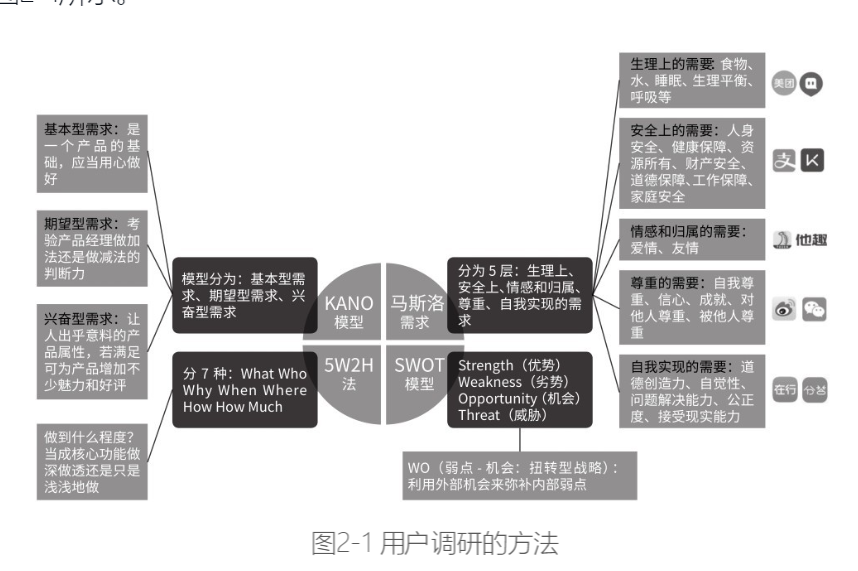 基本型需求：是
一个产品的基
础，应当用心做
好
期望型需求：考
验产品经理做加
法还是做减法的
判断力
兴奋型需求：让
人出乎意料的产
品属性，若满足
可为产品增加不
少魅力和好评
做到什么程度？
当成核心功能做
深做透还是只是
浅浅地做
模型分为：基本型需
求、期望型需求、兴
奋型需求
分 7 种：What Who
Why When Where
How How Much
KANO
模型
马斯洛
需求
5W2H
法
SWOT
模型
分为 5 层：生理上、
安全上、情感和归属、
尊重、自我实现的需
求
Strength（优势）
Weakness（劣势）
Opportunity（机会）
Threat（威胁）
WO（弱点 - 机会：扭转型战略）：
利用外部机会来弥补内部弱点
生理上的需要：食物、
水、睡眠、生理平衡、
呼吸等
美团
安全上的需要：人身
安全、健康保障、资
源所有、财产安全、
道德保障、工作保障、
家庭安全
支
情感和归属的需要：
爱情、友情
他趣
尊重的需要：自我尊
重、信心、成就、对
他人尊重、被他人尊
重
自我实现的需要：道
德创造力、自觉性、
问题解决能力、公正
度、接受现实能力
在行
分答
图2-1 用户调研的方法